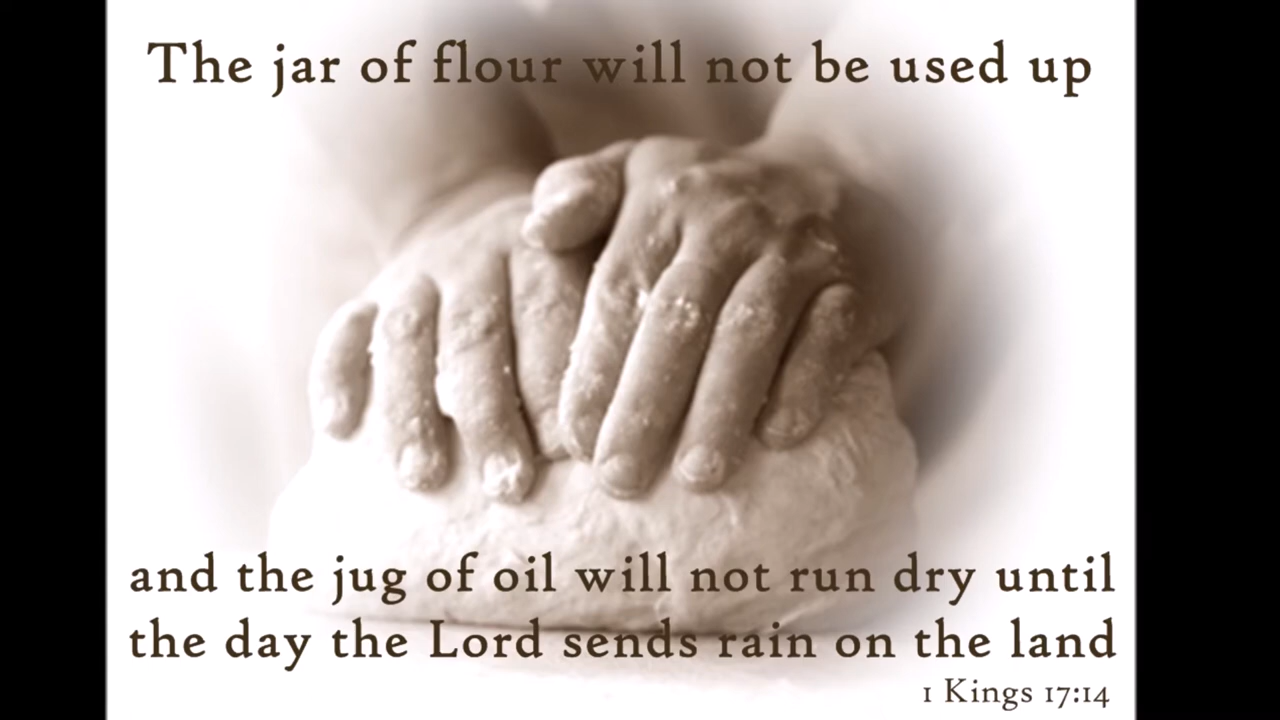 The jar of flour will not be used up
and the jug of oil will not run dry until
the day the Lord sends rain on the land
1 Kings 17:14